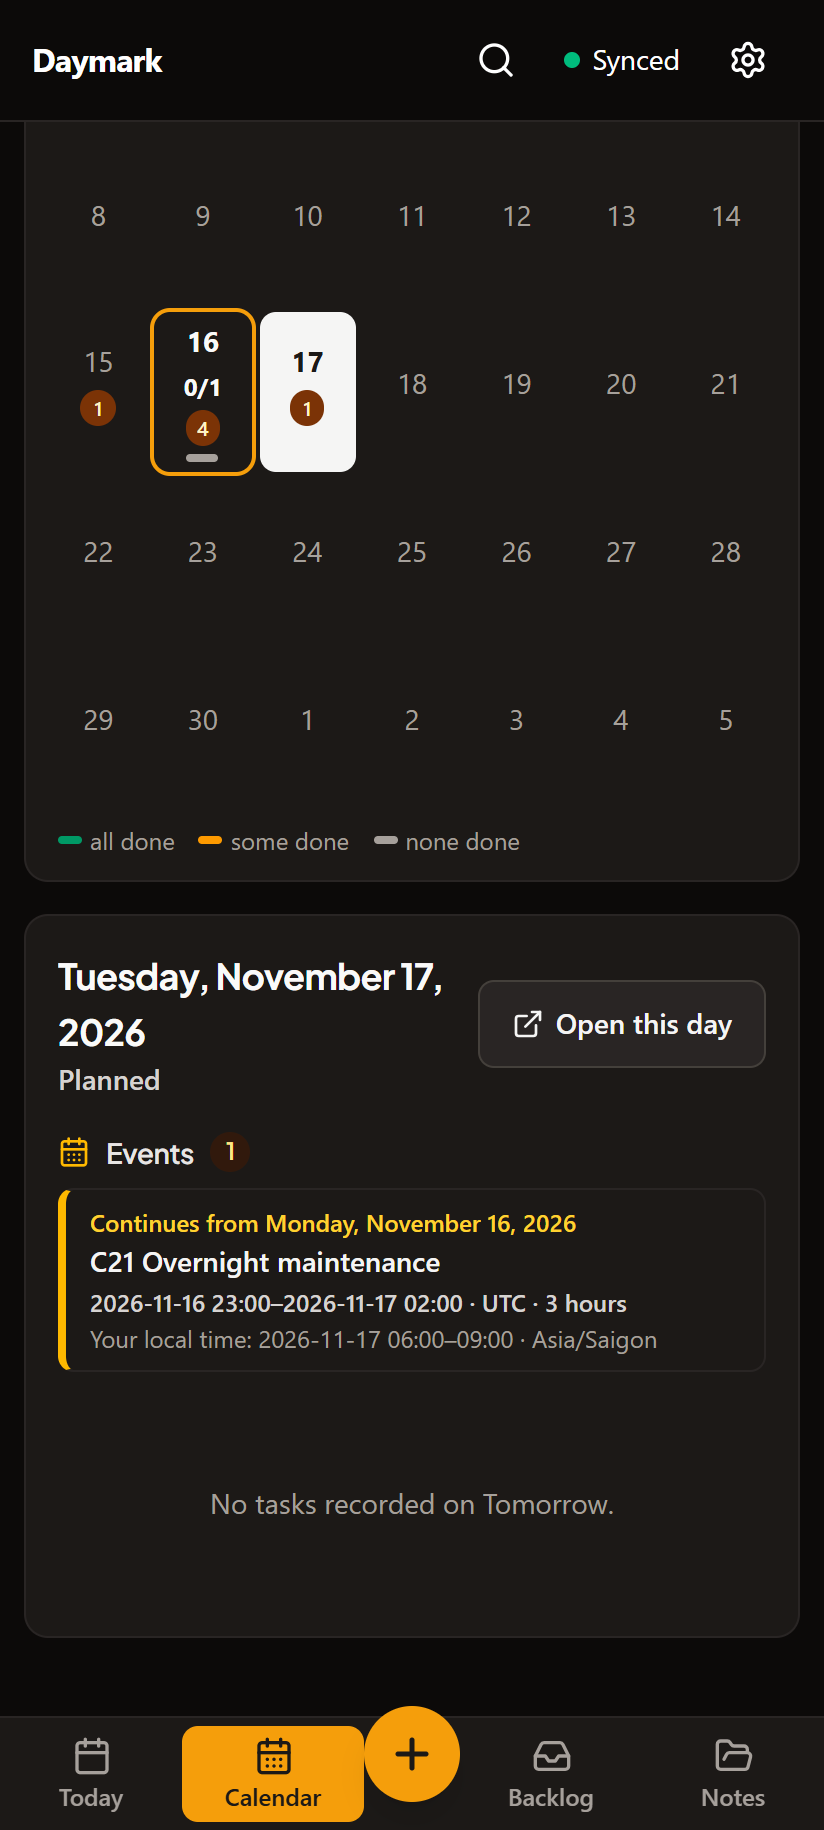 Daymark
Synced
8 9 10 11 12 13 14
15 16 17 18 19 20 21
1 0/1 1
4
22 23 24 25 26 27 28
29 30 1 2 3 4 5
all done some done none done
Tuesday, November 17,
2026
Open this day
Planned
Events 1
Continues from Monday, November 16, 2026
C21 Overnight maintenance
2026-11-16 23:00–2026-11-17 02:00 · UTC · 3 hours
Your local time: 2026-11-17 06:00–09:00 · Asia/Saigon
No tasks recorded on Tomorrow.
Today Calendar Backlog Notes